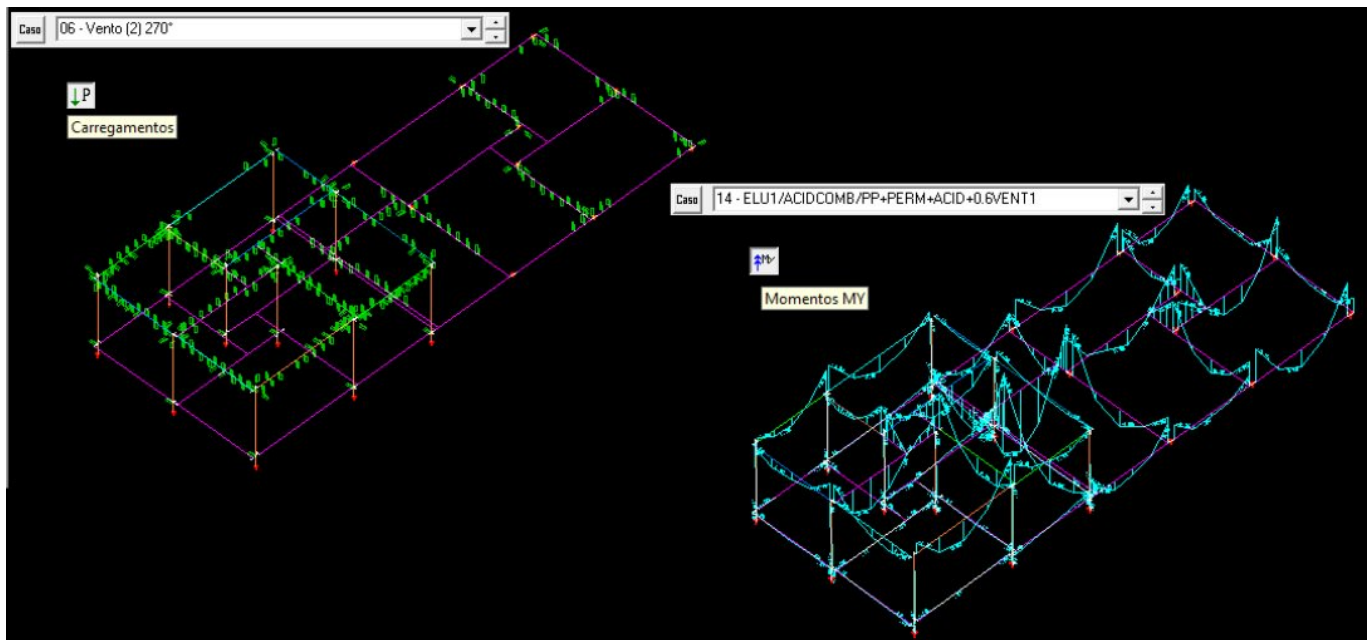 Caso
06 - Vento (2) 270°
P
Carregamentos
Caso
14 - ELU1/ACIDCOMB/PP+PERM+ACID+0.6VENT1
My
Momentos MY